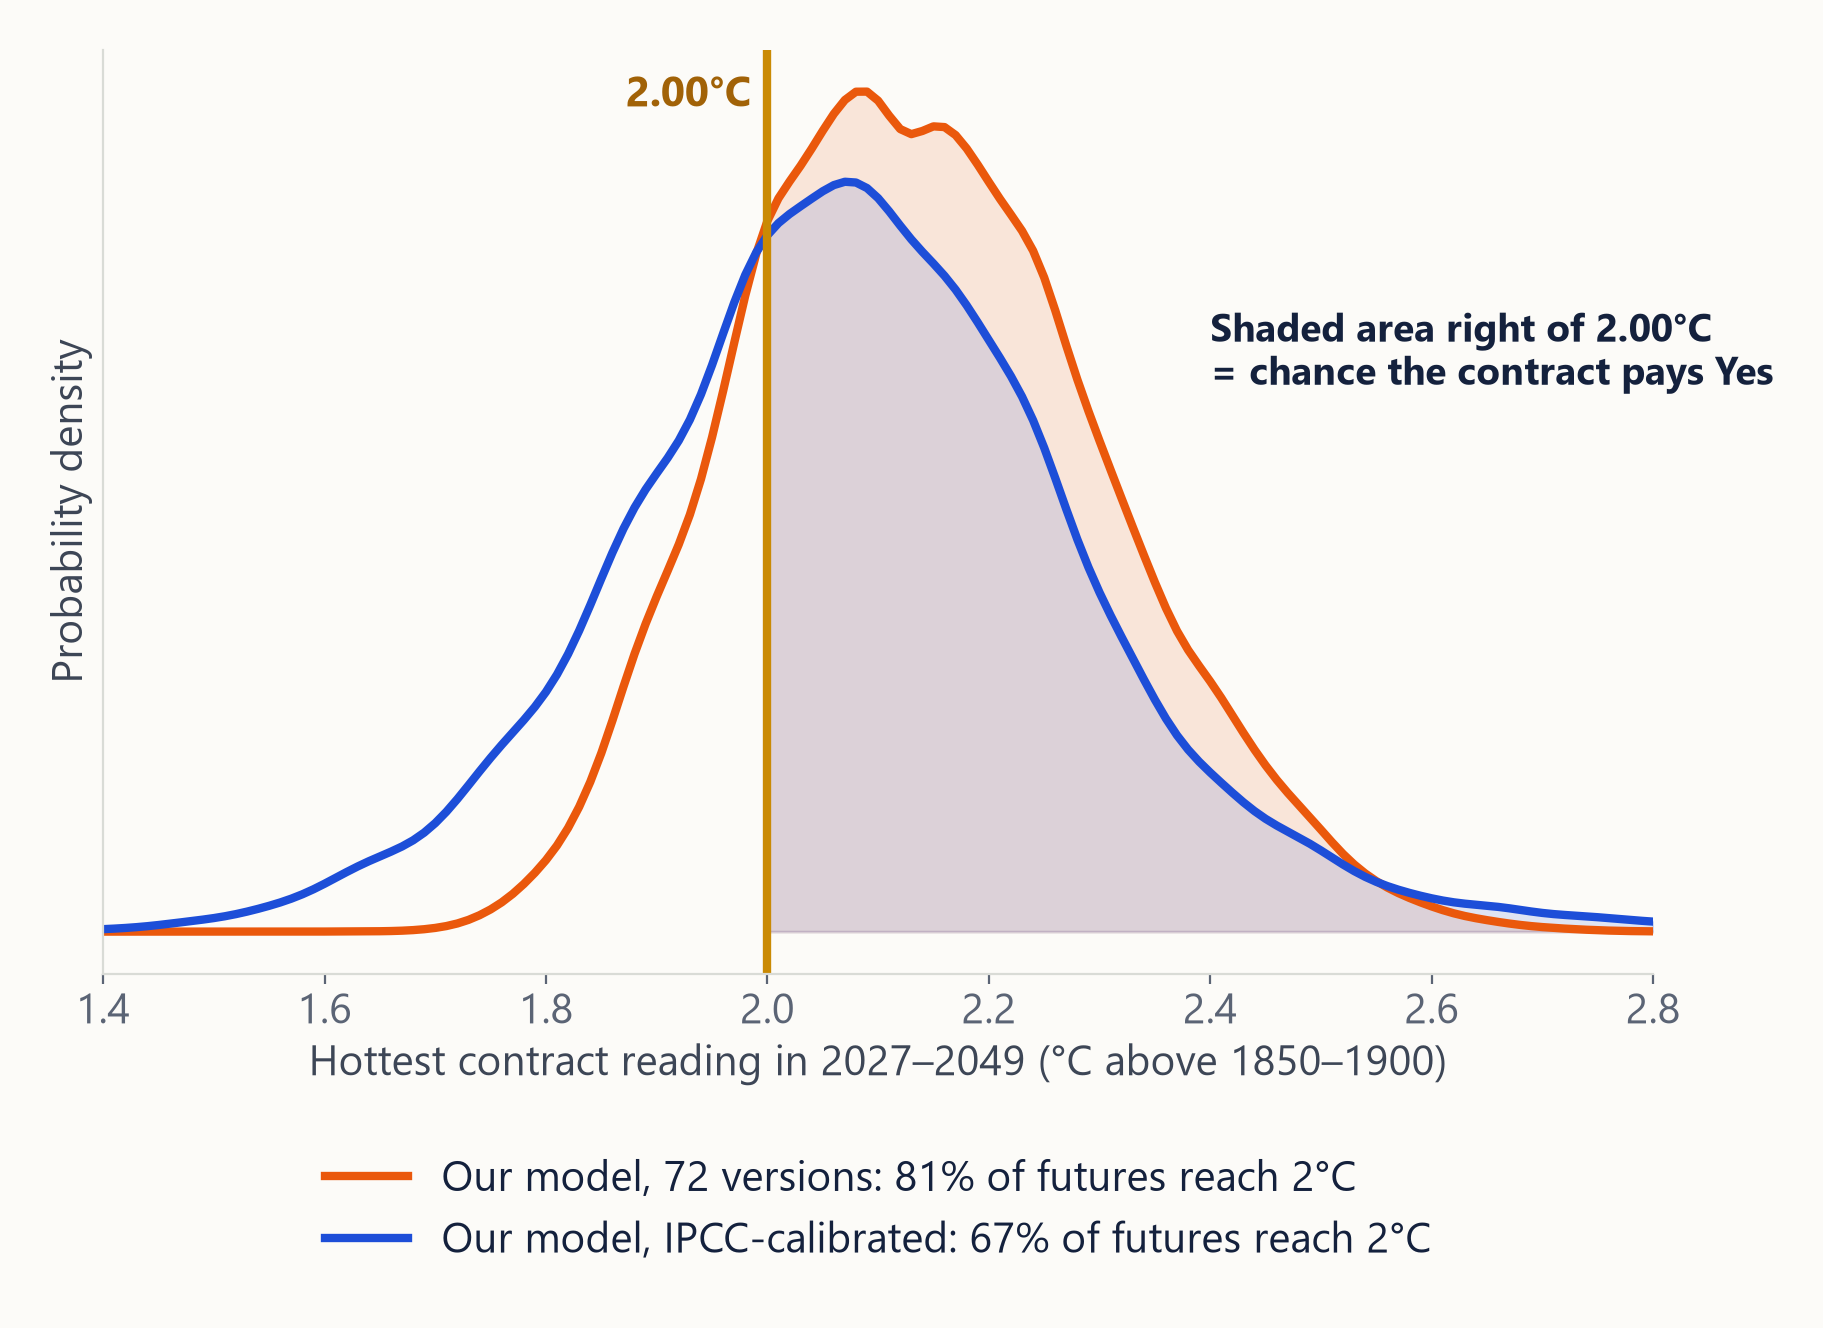 2.00°C
Shaded area right of 2.00°C
= chance the contract pays Yes
Probability density
1.4 1.6 1.8 2.0 2.2 2.4 2.6 2.8
Hottest contract reading in 2027–2049 (°C above 1850–1900)
Our model, 72 versions: 81% of futures reach 2°C
Our model, IPCC-calibrated: 67% of futures reach 2°C